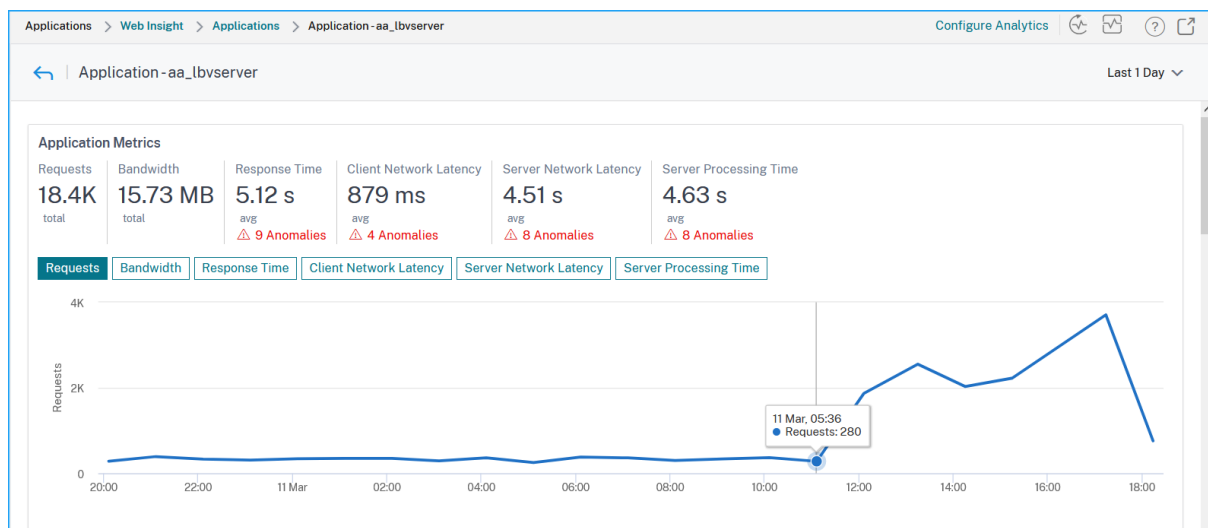 Applications > Web Insight > Applications > Application - aa_lbvserver
Configure Analytics
Application - aa_lbvserver
Last 1 Day
Application Metrics
Requests Bandwidth Response Time Client Network Latency Server Network Latency Server Processing Time
18.4K 15.73 MB 5.12 s 879 ms 4.51 s 4.63 s
total total avg avg avg avg
9 Anomalies 4 Anomalies 8 Anomalies 8 Anomalies
Requests Bandwidth Response Time Client Network Latency Server Network Latency Server Processing Time
4K
2K
0
Requests
11 Mar, 05:36
Requests: 280
20:00 22:00 11 Mar 02:00 04:00 06:00 08:00 10:00 12:00 14:00 16:00 18:00